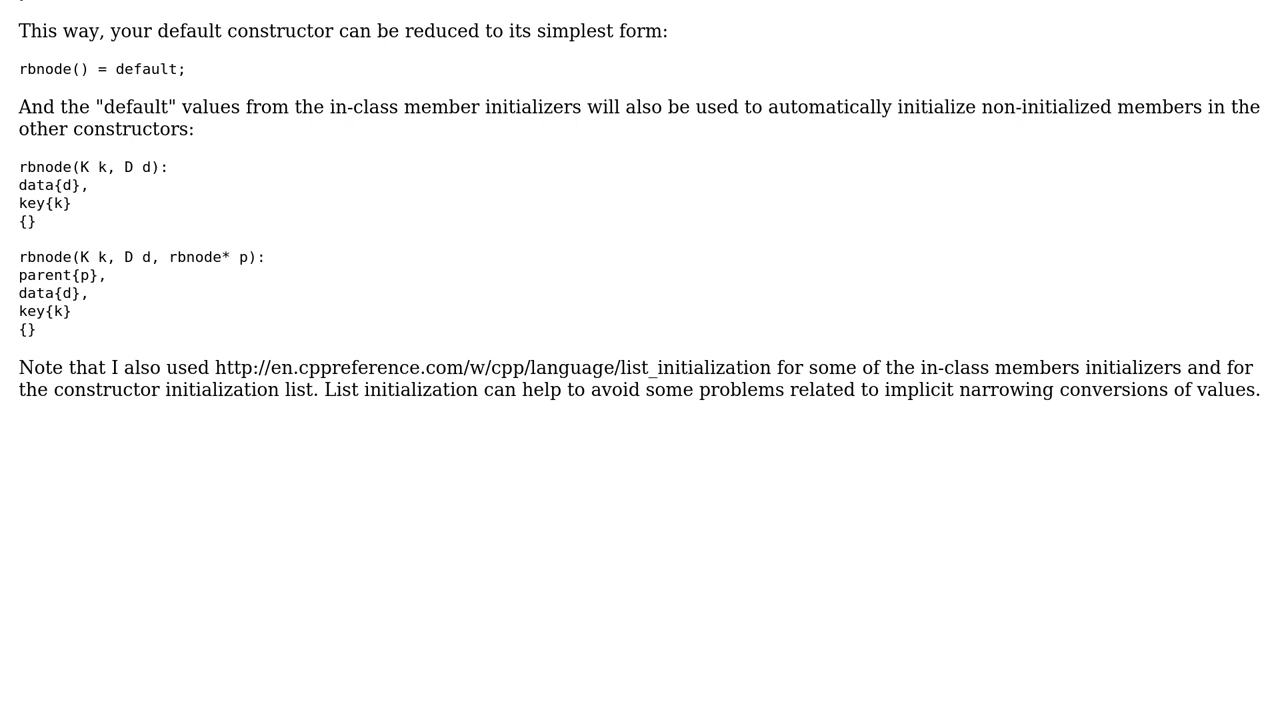 This way, your default constructor can be reduced to its simplest form:
rbnode() = default;
And the "default" values from the in-class member initializers will also be used to automatically initialize non-initialized members in the
other constructors:
rbnode(K k, D d):
data{d},
key{k}
{}
rbnode(K k, D d, rbnode* p):
parent{p},
data{d},
key{k}
{}
Note that I also used http://en.cppreference.com/w/cpp/language/list_initialization for some of the in-class members initializers and for
the constructor initialization list. List initialization can help to avoid some problems related to implicit narrowing conversions of values.